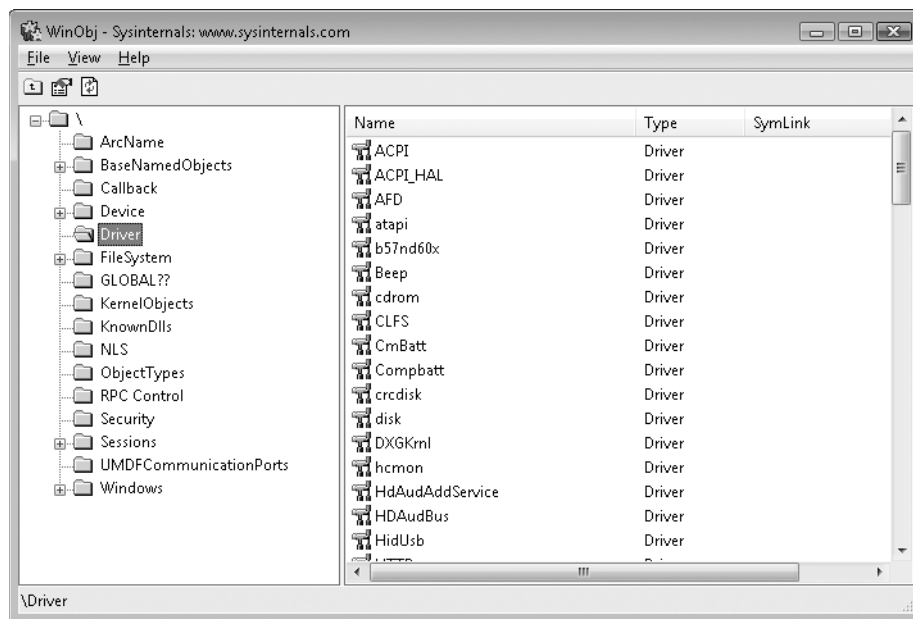 WinObj - Sysinternals: www.sysinternals.com
File View Help
\
ArcName
BaseNamedObjects
Callback
Device
Driver
FileSystem
GLOBAL??
KernelObjects
KnownDlls
NLS
ObjectTypes
RPC Control
Security
Sessions
UMDFCommunicationPorts
Windows
Name Type SymLink
ACPI Driver
ACPI_HAL Driver
AFD Driver
atapi Driver
b57nd60x Driver
Beep Driver
cdrom Driver
CLFS Driver
CmBatt Driver
Compbatt Driver
crcdisk Driver
disk Driver
DXGKrnl Driver
hcmon Driver
HdAudAddService Driver
HDAudBus Driver
HidUsb Driver
\Driver